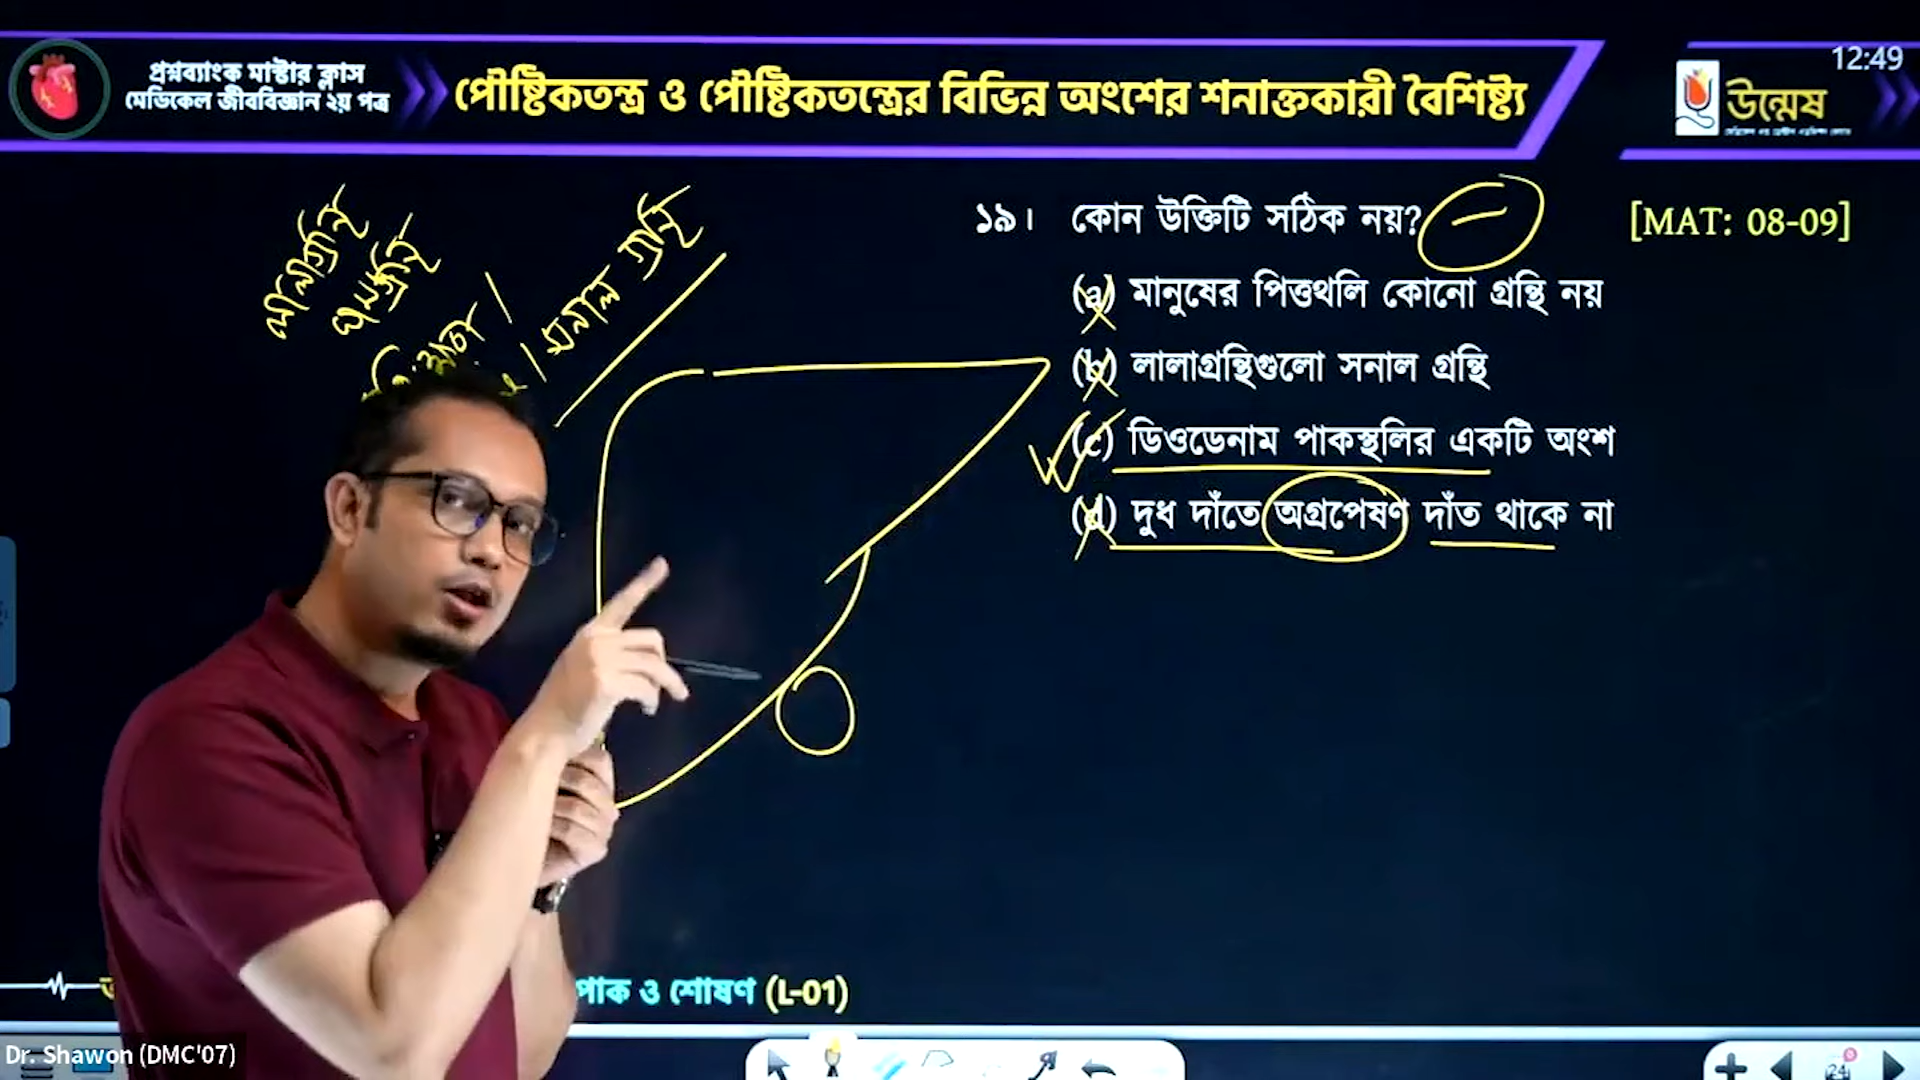 12:49
প্রশ্নব্যাংক মাস্টার ক্লাস
মেডিকেল জীববিজ্ঞান ২য় পত্র
পৌষ্টিকতন্ত্র ও পৌষ্টিকতন্ত্রের বিভিন্ন অংশের শনাক্তকারী বৈশিষ্ট্য
উন্মেষ
লালাগ্রন্থি
সনাল গ্রন্থি
১৯। কোন উক্তিটি সঠিক নয়? [MAT: 08-09]
(a) মানুষের পিত্তথলি কোনো গ্রন্থি নয়
(b) লালাগ্রন্থিগুলো সনাল গ্রন্থি
(c) ডিওডেনাম পাকস্থলির একটি অংশ
(d) দুধ দাঁতে অগ্রপেষণ দাঁত থাকে না
পাক ও শোষণ (L-01)
Dr. Shawon (DMC'07)
24